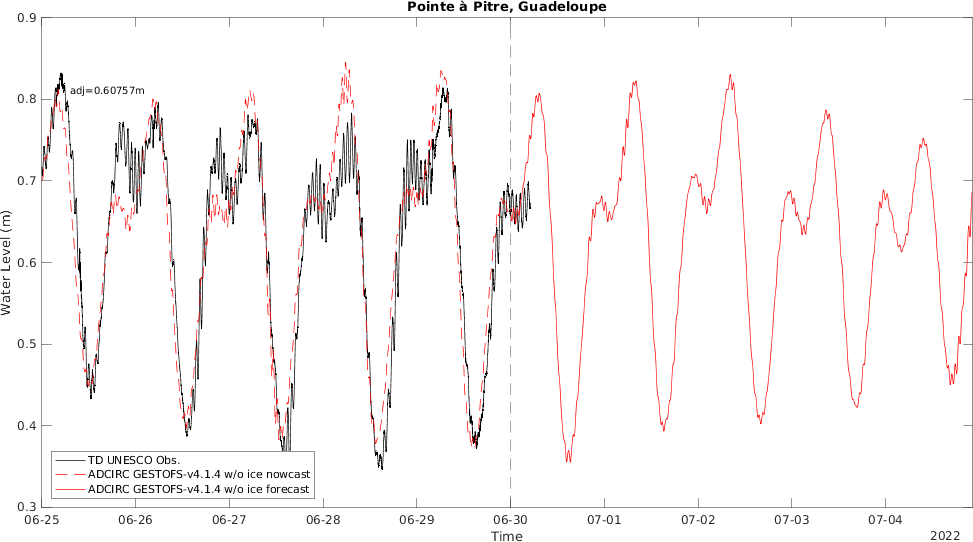 Pointe à Pitre, Guadeloupe
0.9
0.8
0.7
0.6
0.5
0.4
0.3
Water Level (m)
adj=0.60757m
TD UNESCO Obs.
ADCIRC GESTOFS-v4.1.4 w/o ice nowcast
ADCIRC GESTOFS-v4.1.4 w/o ice forecast
06-25 06-26 06-27 06-28 06-29 06-30 07-01 07-02 07-03 07-04
Time
2022